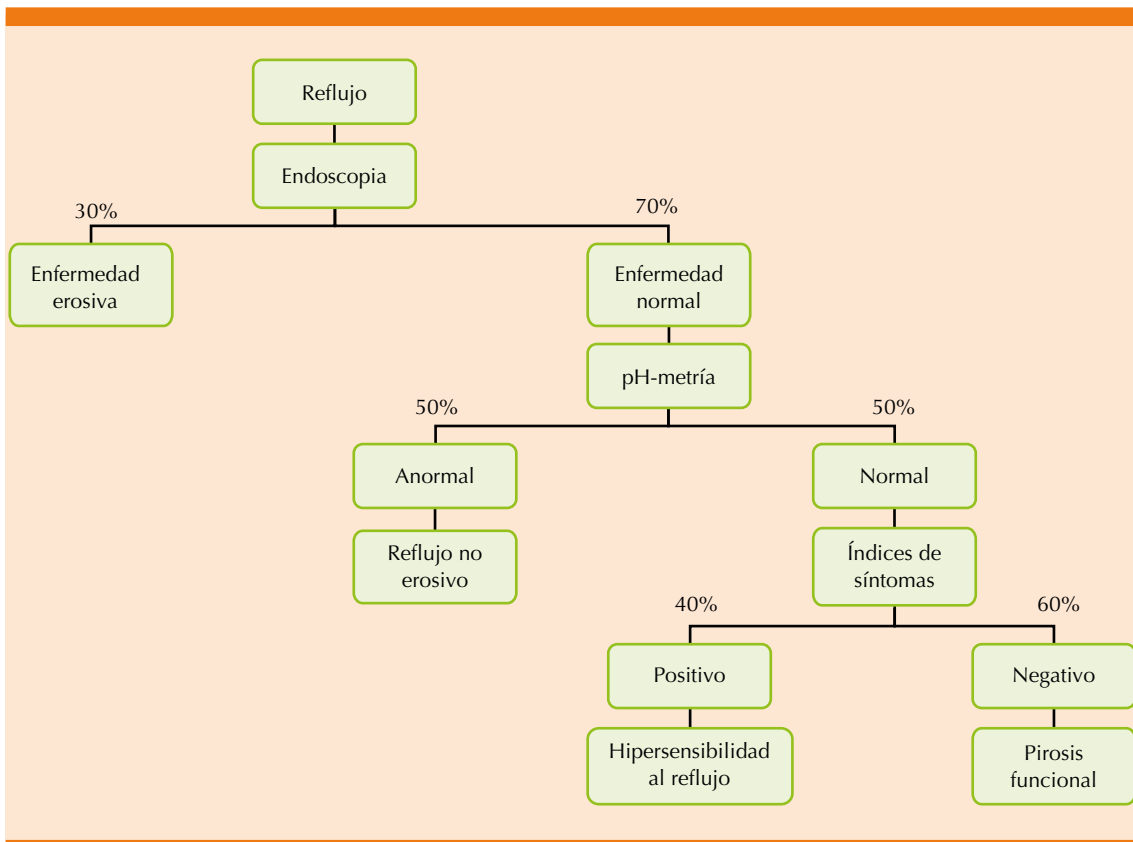 Reflujo
Endoscopia
30%
70%
Enfermedad
erosiva
Enfermedad
normal
pH-metría
50%
50%
Anormal
Normal
Reflujo no
erosivo
Índices de
síntomas
40%
60%
Positivo
Negativo
Hipersensibilidad
al reflujo
Pirosis
funcional